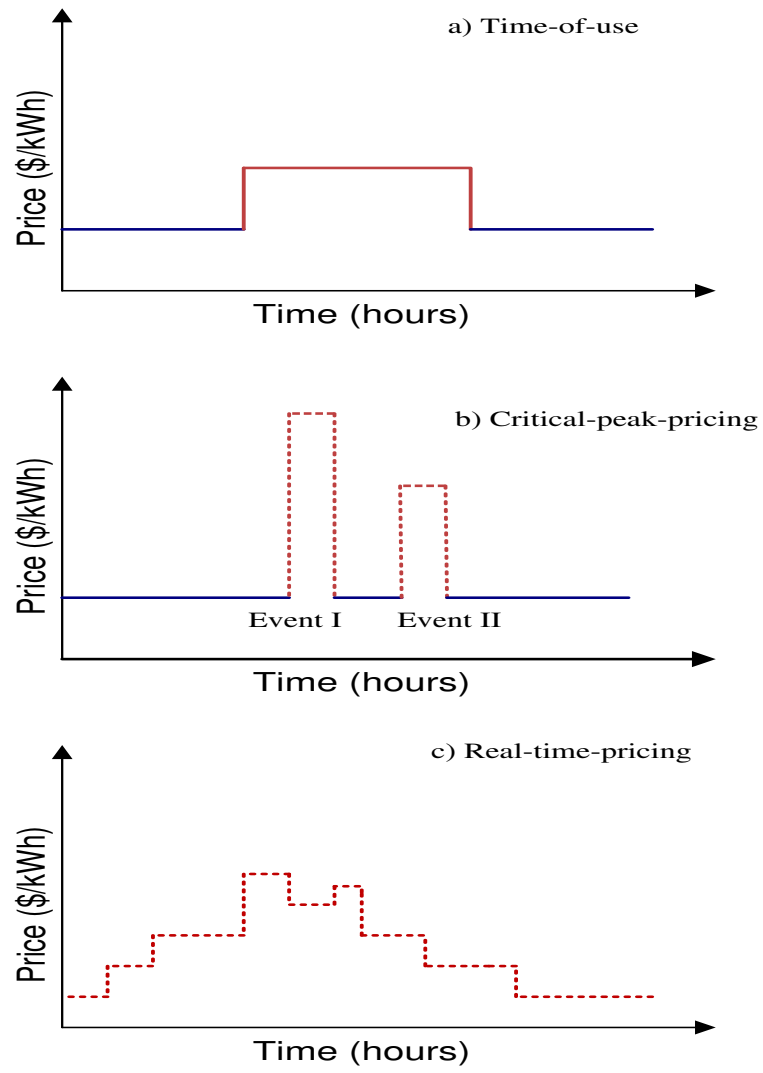 a) Time-of-use
Price ($/kWh)
Time (hours)
b) Critical-peak-pricing
Price ($/kWh)
Event I
Event II
Time (hours)
c) Real-time-pricing
Price ($/kWh)
Time (hours)